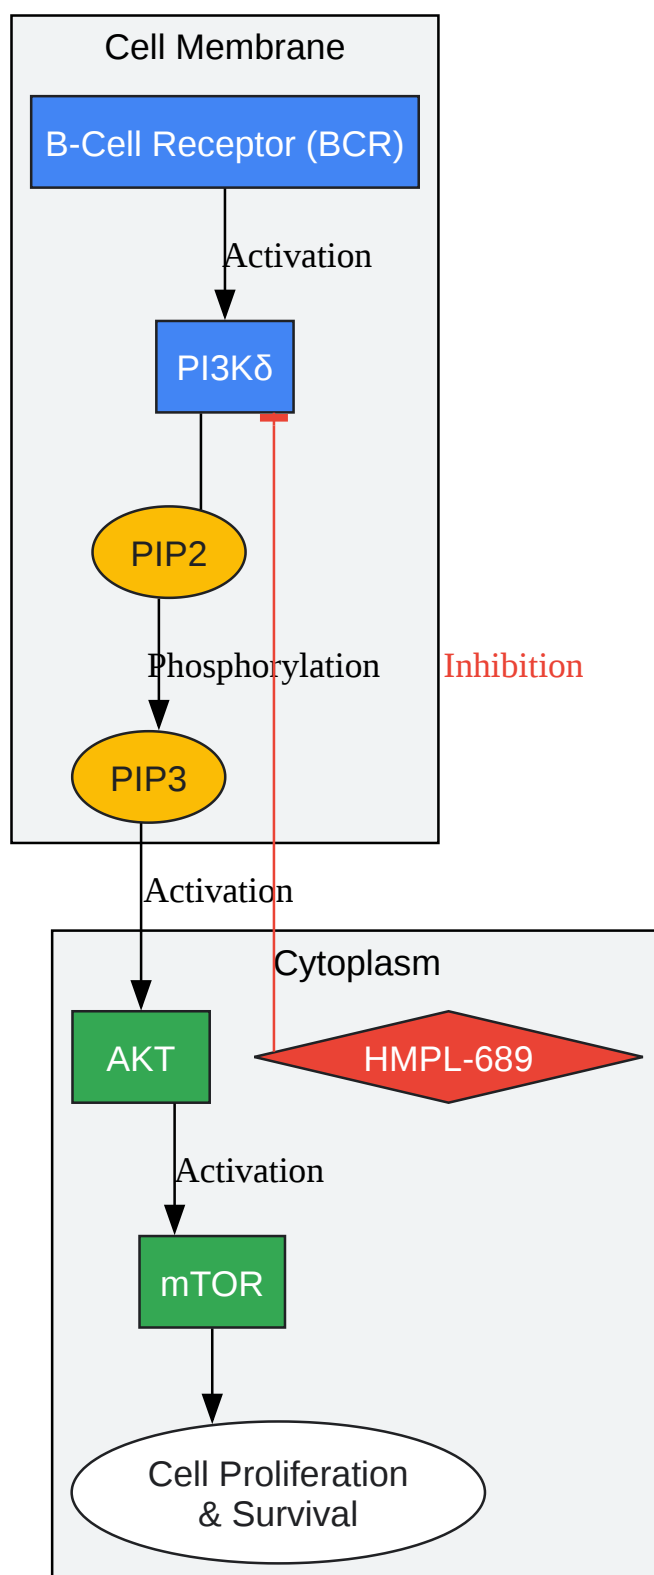 Cell Membrane
B-Cell Receptor (BCR)
Activation
PI3Kδ
PIP2
Phosphorylation
Inhibition
PIP3
Activation
Cytoplasm
AKT
HMPL-689
Activation
mTOR
Cell Proliferation
& Survival